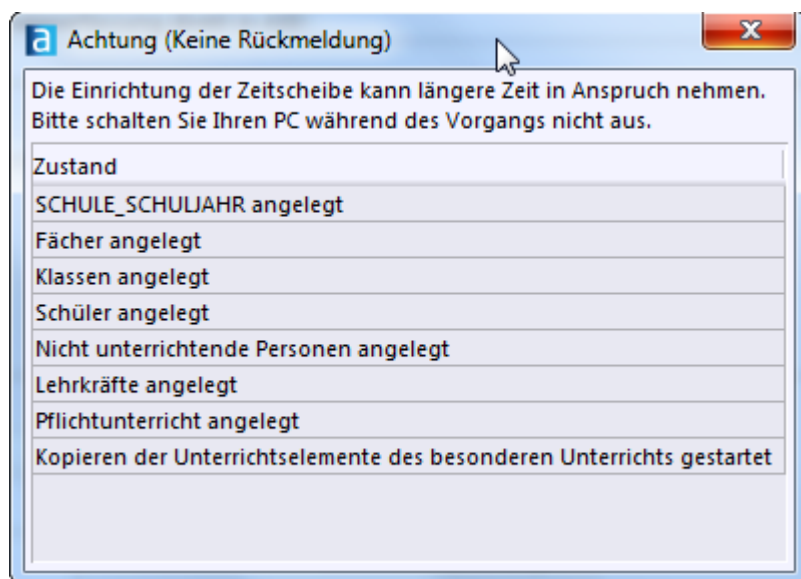 a Achtung (Keine Rückmeldung)
Die Einrichtung der Zeitscheibe kann längere Zeit in Anspruch nehmen.
Bitte schalten Sie Ihren PC während des Vorgangs nicht aus.
Zustand
SCHULE_SCHULJAHR angelegt
Fächer angelegt
Klassen angelegt
Schüler angelegt
Nicht unterrichtende Personen angelegt
Lehrkräfte angelegt
Pflichtunterricht angelegt
Kopieren der Unterrichtselemente des besonderen Unterrichts gestartet